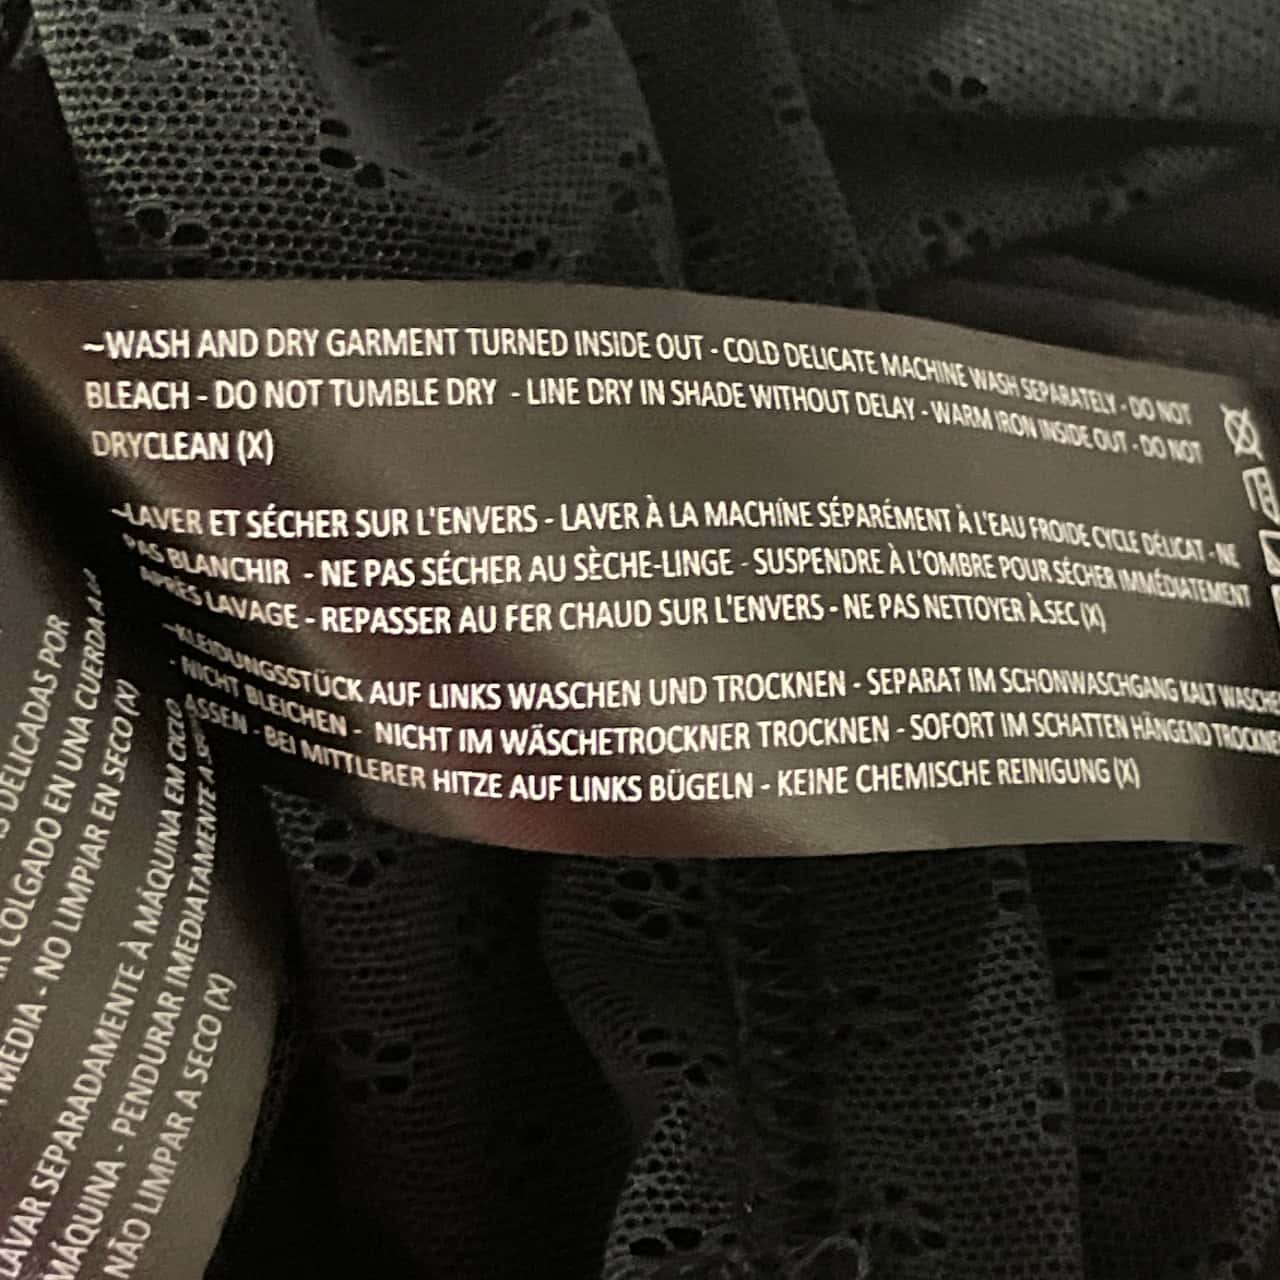 ~WASH AND DRY GARMENT TURNED INSIDE OUT - COLD DELICATE MACHINE WASH SEPARATELY - DO NOT
BLEACH - DO NOT TUMBLE DRY - LINE DRY IN SHADE WITHOUT DELAY - WARM IRON INSIDE OUT - DO NOT
DRYCLEAN (X)
~LAVER ET SÉCHER SUR L'ENVERS - LAVER À LA MACHINE SÉPARÉMENT À L'EAU FROIDE CYCLE DÉLICAT - NE
PAS BLANCHIR - NE PAS SÉCHER AU SÈCHE-LINGE - SUSPENDRE À L'OMBRE POUR SÉCHER IMMÉDIATEMENT
APRÈS LAVAGE - REPASSER AU FER CHAUD SUR L'ENVERS - NE PAS NETTOYER À SEC (X)
~KLEIDUNGSSTÜCK AUF LINKS WASCHEN UND TROCKNEN - SEPARAT IM SCHONWASCHGANG KALT
- NICHT BLEICHEN - NICHT IM WÄSCHETROCKNER TROCKNEN - SOFORT IM SCHATTEN HÄNGEND
ASSEN - BEI MITTLERER HITZE AUF LINKS BÜGELN - KEINE CHEMISCHE REINIGUNG (X)
DELICADAS POR
COLGADO EN UNA CUERDA A LA
MEDIA - NO LIMPIAR EN SECO (X)
LAVAR SEPARADAMENTE À MÁQUINA EM CICLO
MÁQUINA - PENDURAR IMEDIATAMENTE A
NÃO LIMPAR A SECO (X)